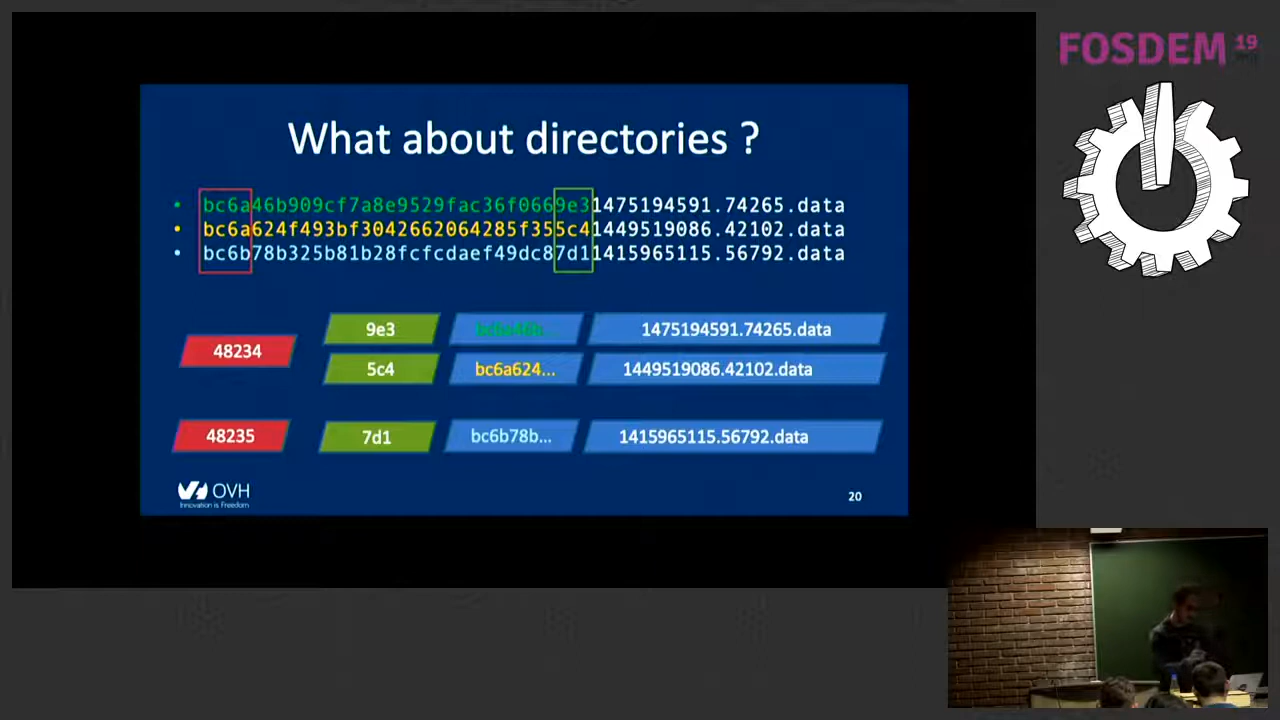 FOSDEM 19
What about directories ?
• bc6a46b909cf7a8e9529fac36f0669e31475194591.74265.data
• bc6a624f493bf3042662064285f355c41449519086.42102.data
• bc6b78b325b81b28fcfcdaef49dc87d11415965115.56792.data
48234
9e3 bc6a46b... 1475194591.74265.data
5c4 bc6a624... 1449519086.42102.data
48235 7d1 bc6b78b... 1415965115.56792.data
OVH
Innovation is Freedom
20